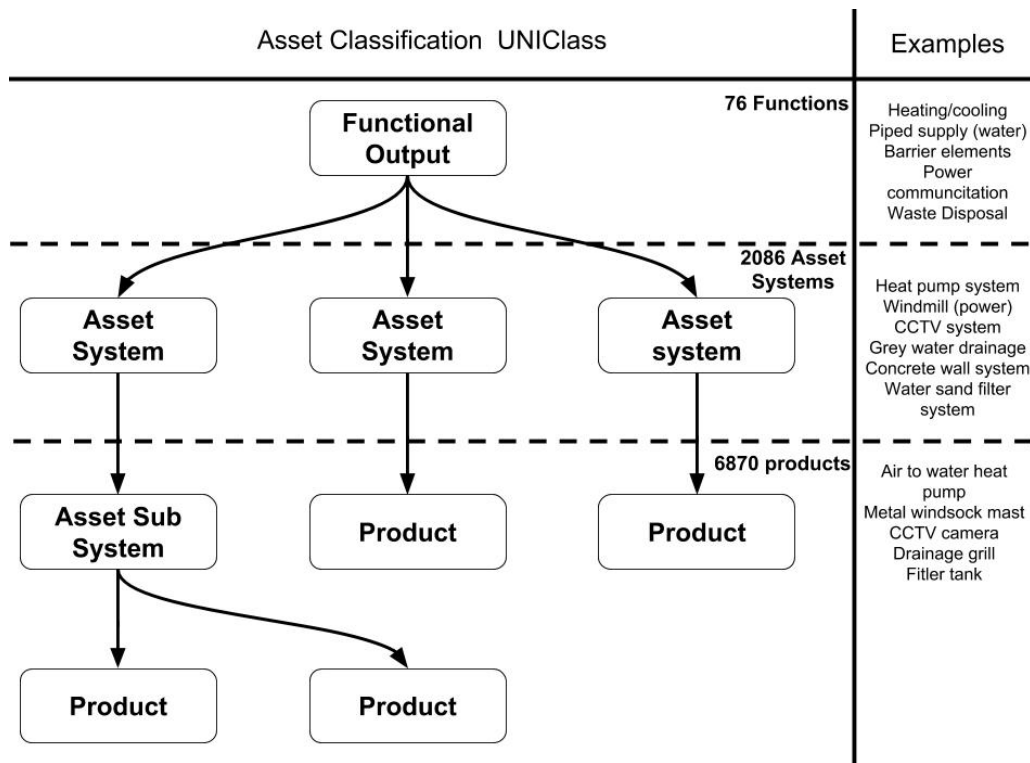 Asset Classification UNIClass
Examples
76 Functions
Functional
Output
Heating/cooling
Piped supply (water)
Barrier elements
Power
communcitation
Waste Disposal
2086 Asset
Systems
Asset
System
Asset
System
Asset
system
Heat pump system
Windmill (power)
CCTV system
Grey water drainage
Concrete wall system
Water sand filter
system
6870 products
Asset Sub
System
Product
Product
Air to water heat
pump
Metal windsock mast
CCTV camera
Drainage grill
Fitler tank
Product
Product